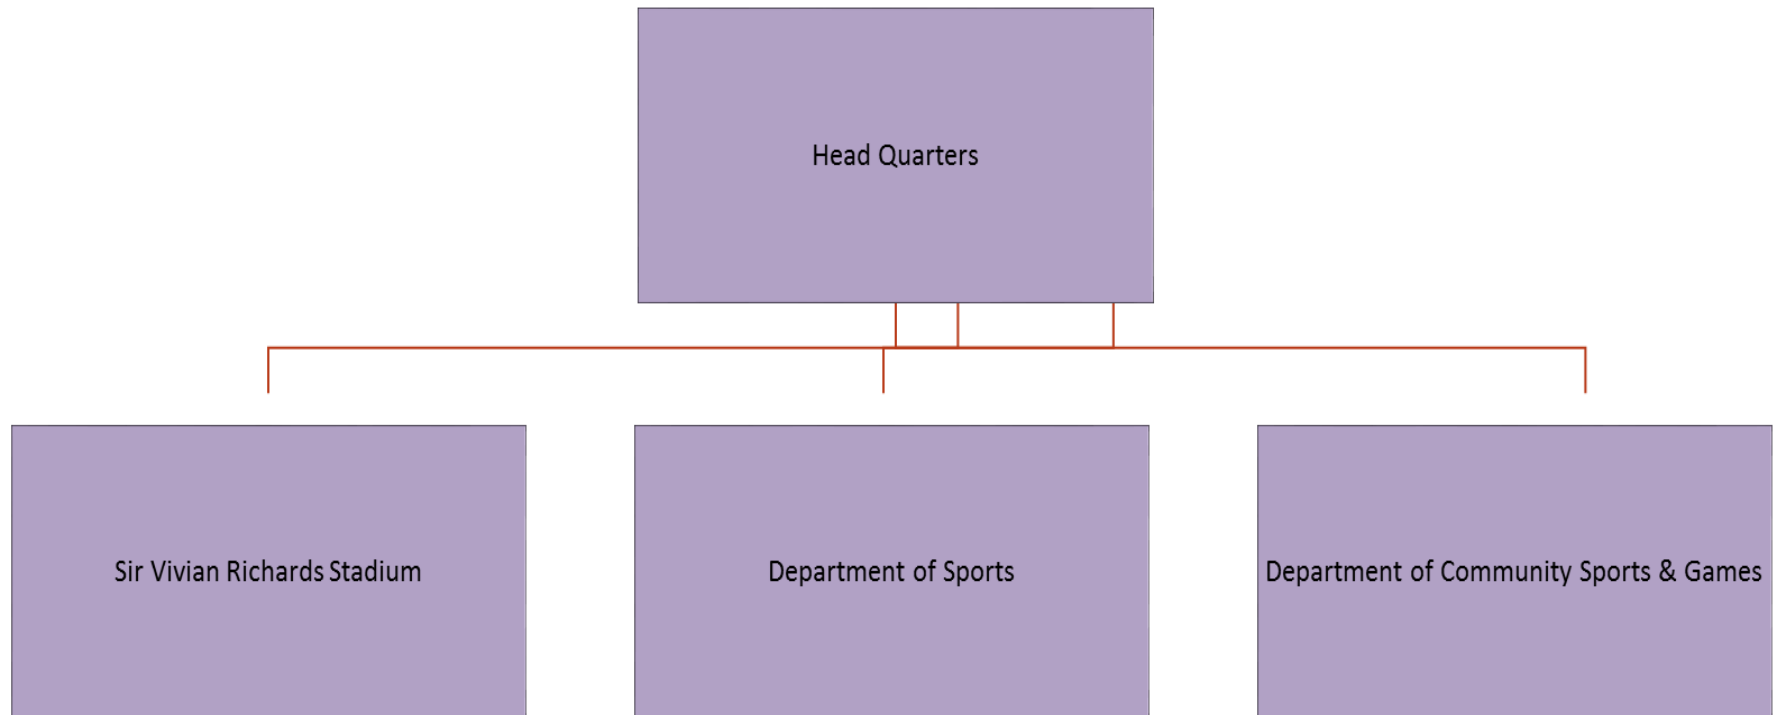 Head Quarters
Sir Vivian Richards Stadium
Department of Sports
Department of Community Sports & Games